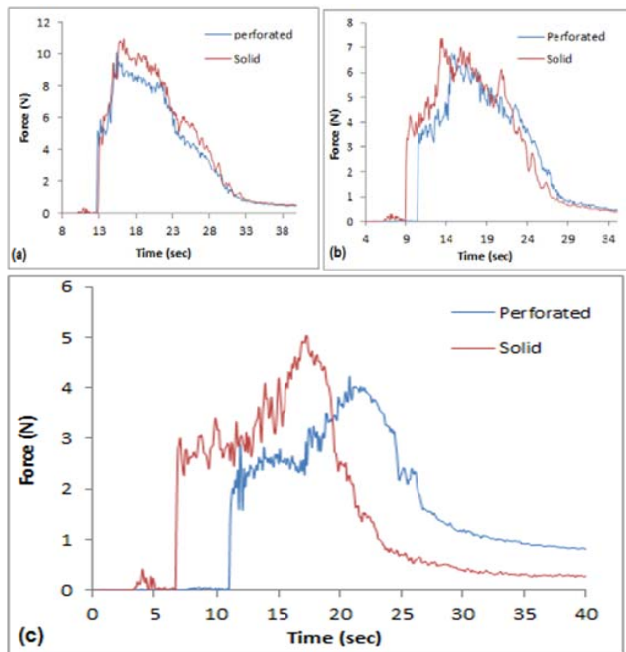 12
10
8
6
4
2
0
Force (N)
perforated
Solid
8 13 18 23 28 33 38
(a)
Time (sec)
8
7
6
5
4
3
2
1
0
Force (N)
Perforated
Solid
4 9 14 19 24 29 34
(b)
Time (sec)
6
5
4
3
2
1
0
Force (N)
Perforated
Solid
0 5 10 15 20 25 30 35 40
(c)
Time (sec)